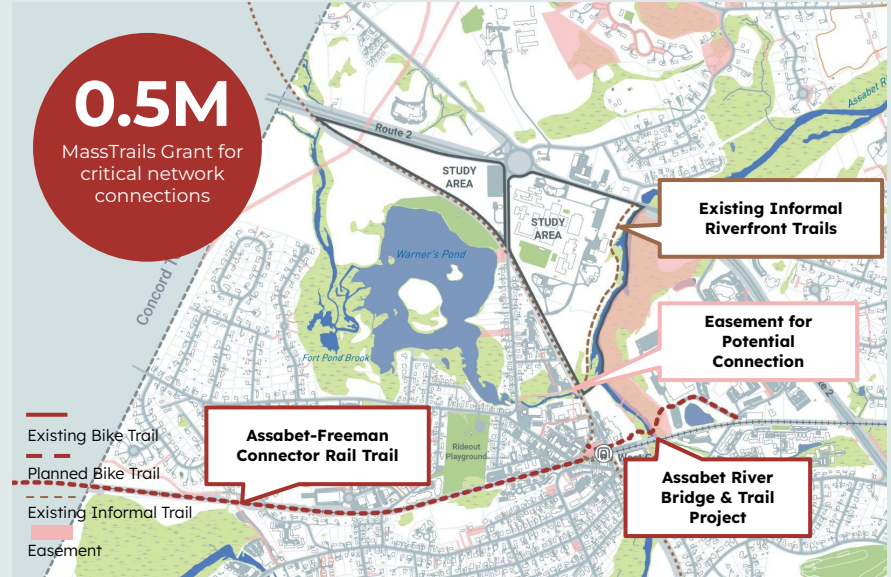 0.5M
MassTrails Grant for
critical network
connections
Route 2
Assabet R
STUDY
AREA
STUDY
AREA
Existing Informal
Riverfront Trails
Warner's Pond
Concord T
Easement for
Potential
Connection
Fort Pond Brook
Existing Bike Trail
Planned Bike Trail
Existing Informal Trail
Easement
Assabet-Freeman
Connector Rail Trail
Rideout
Playground
West C
Assabet River
Bridge & Trail
Project